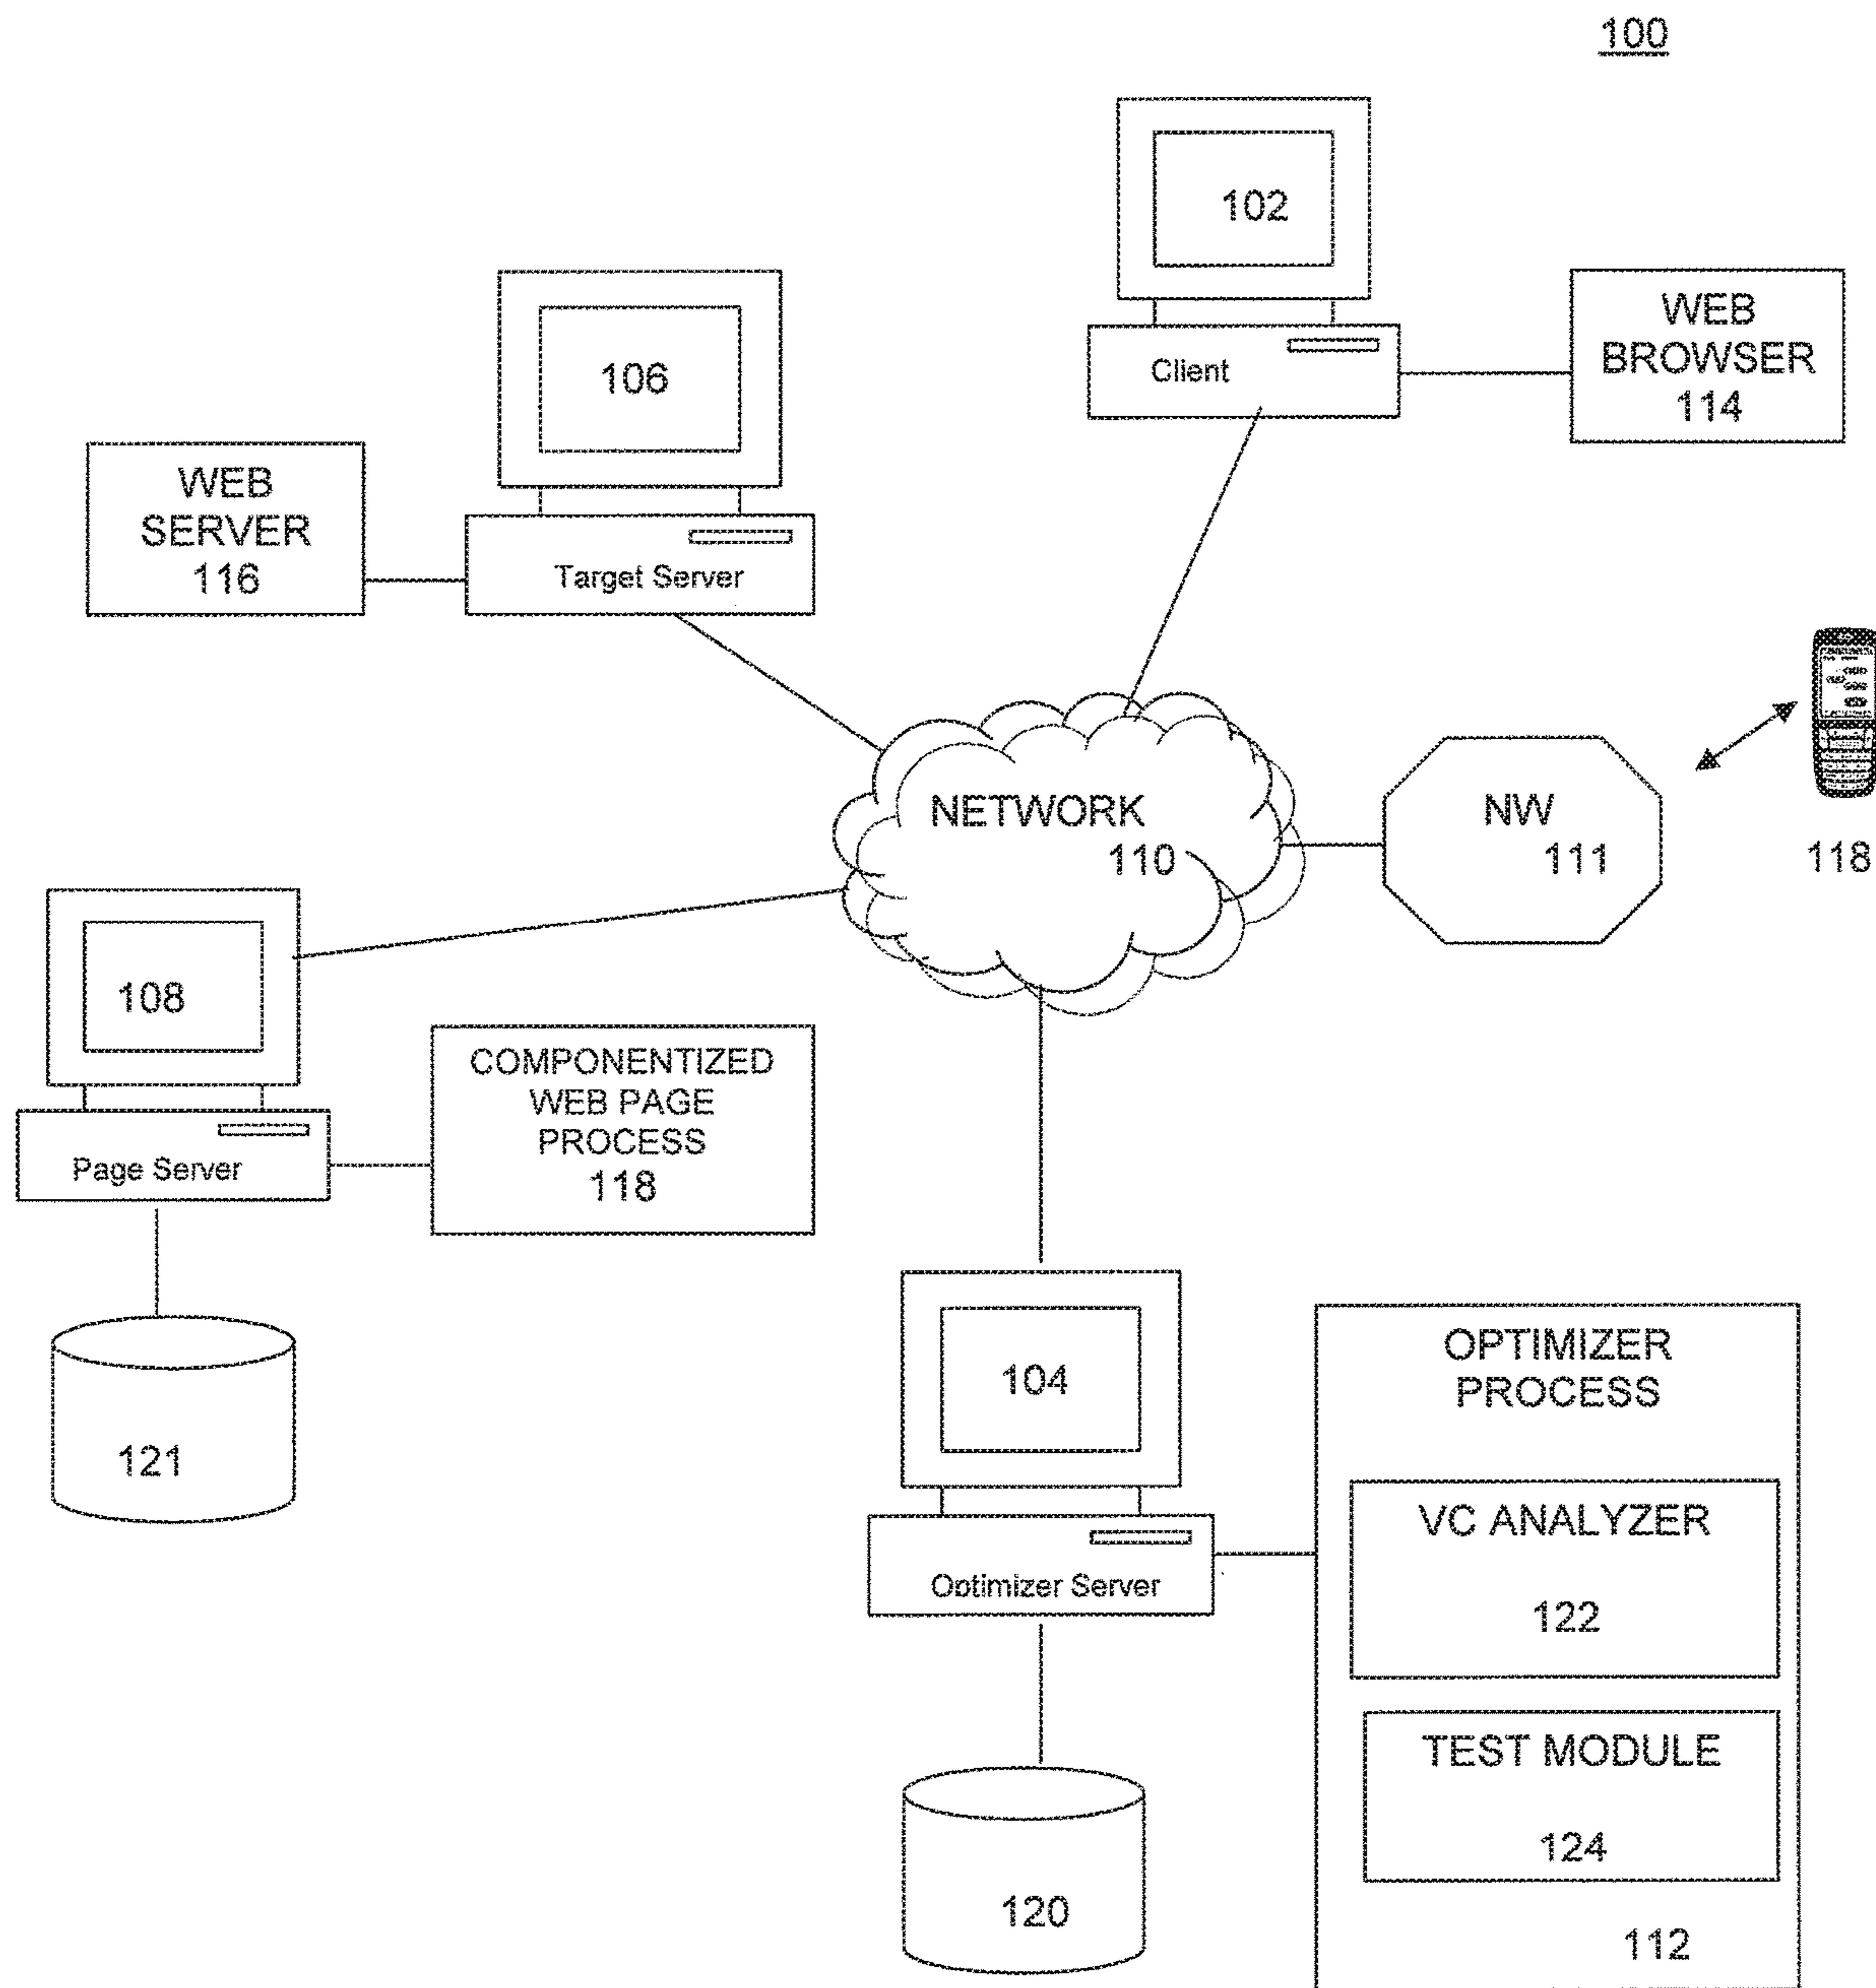 100
102
Client
WEB
BROWSER
114
106
Target Server
WEB
SERVER
116
NETWORK
110
NW
111
118
108
Page Server
COMPONENTIZED
WEB PAGE
PROCESS
118
121
104
Optimizer Server
120
OPTIMIZER
PROCESS
VC ANALYZER
122
TEST MODULE
124
112